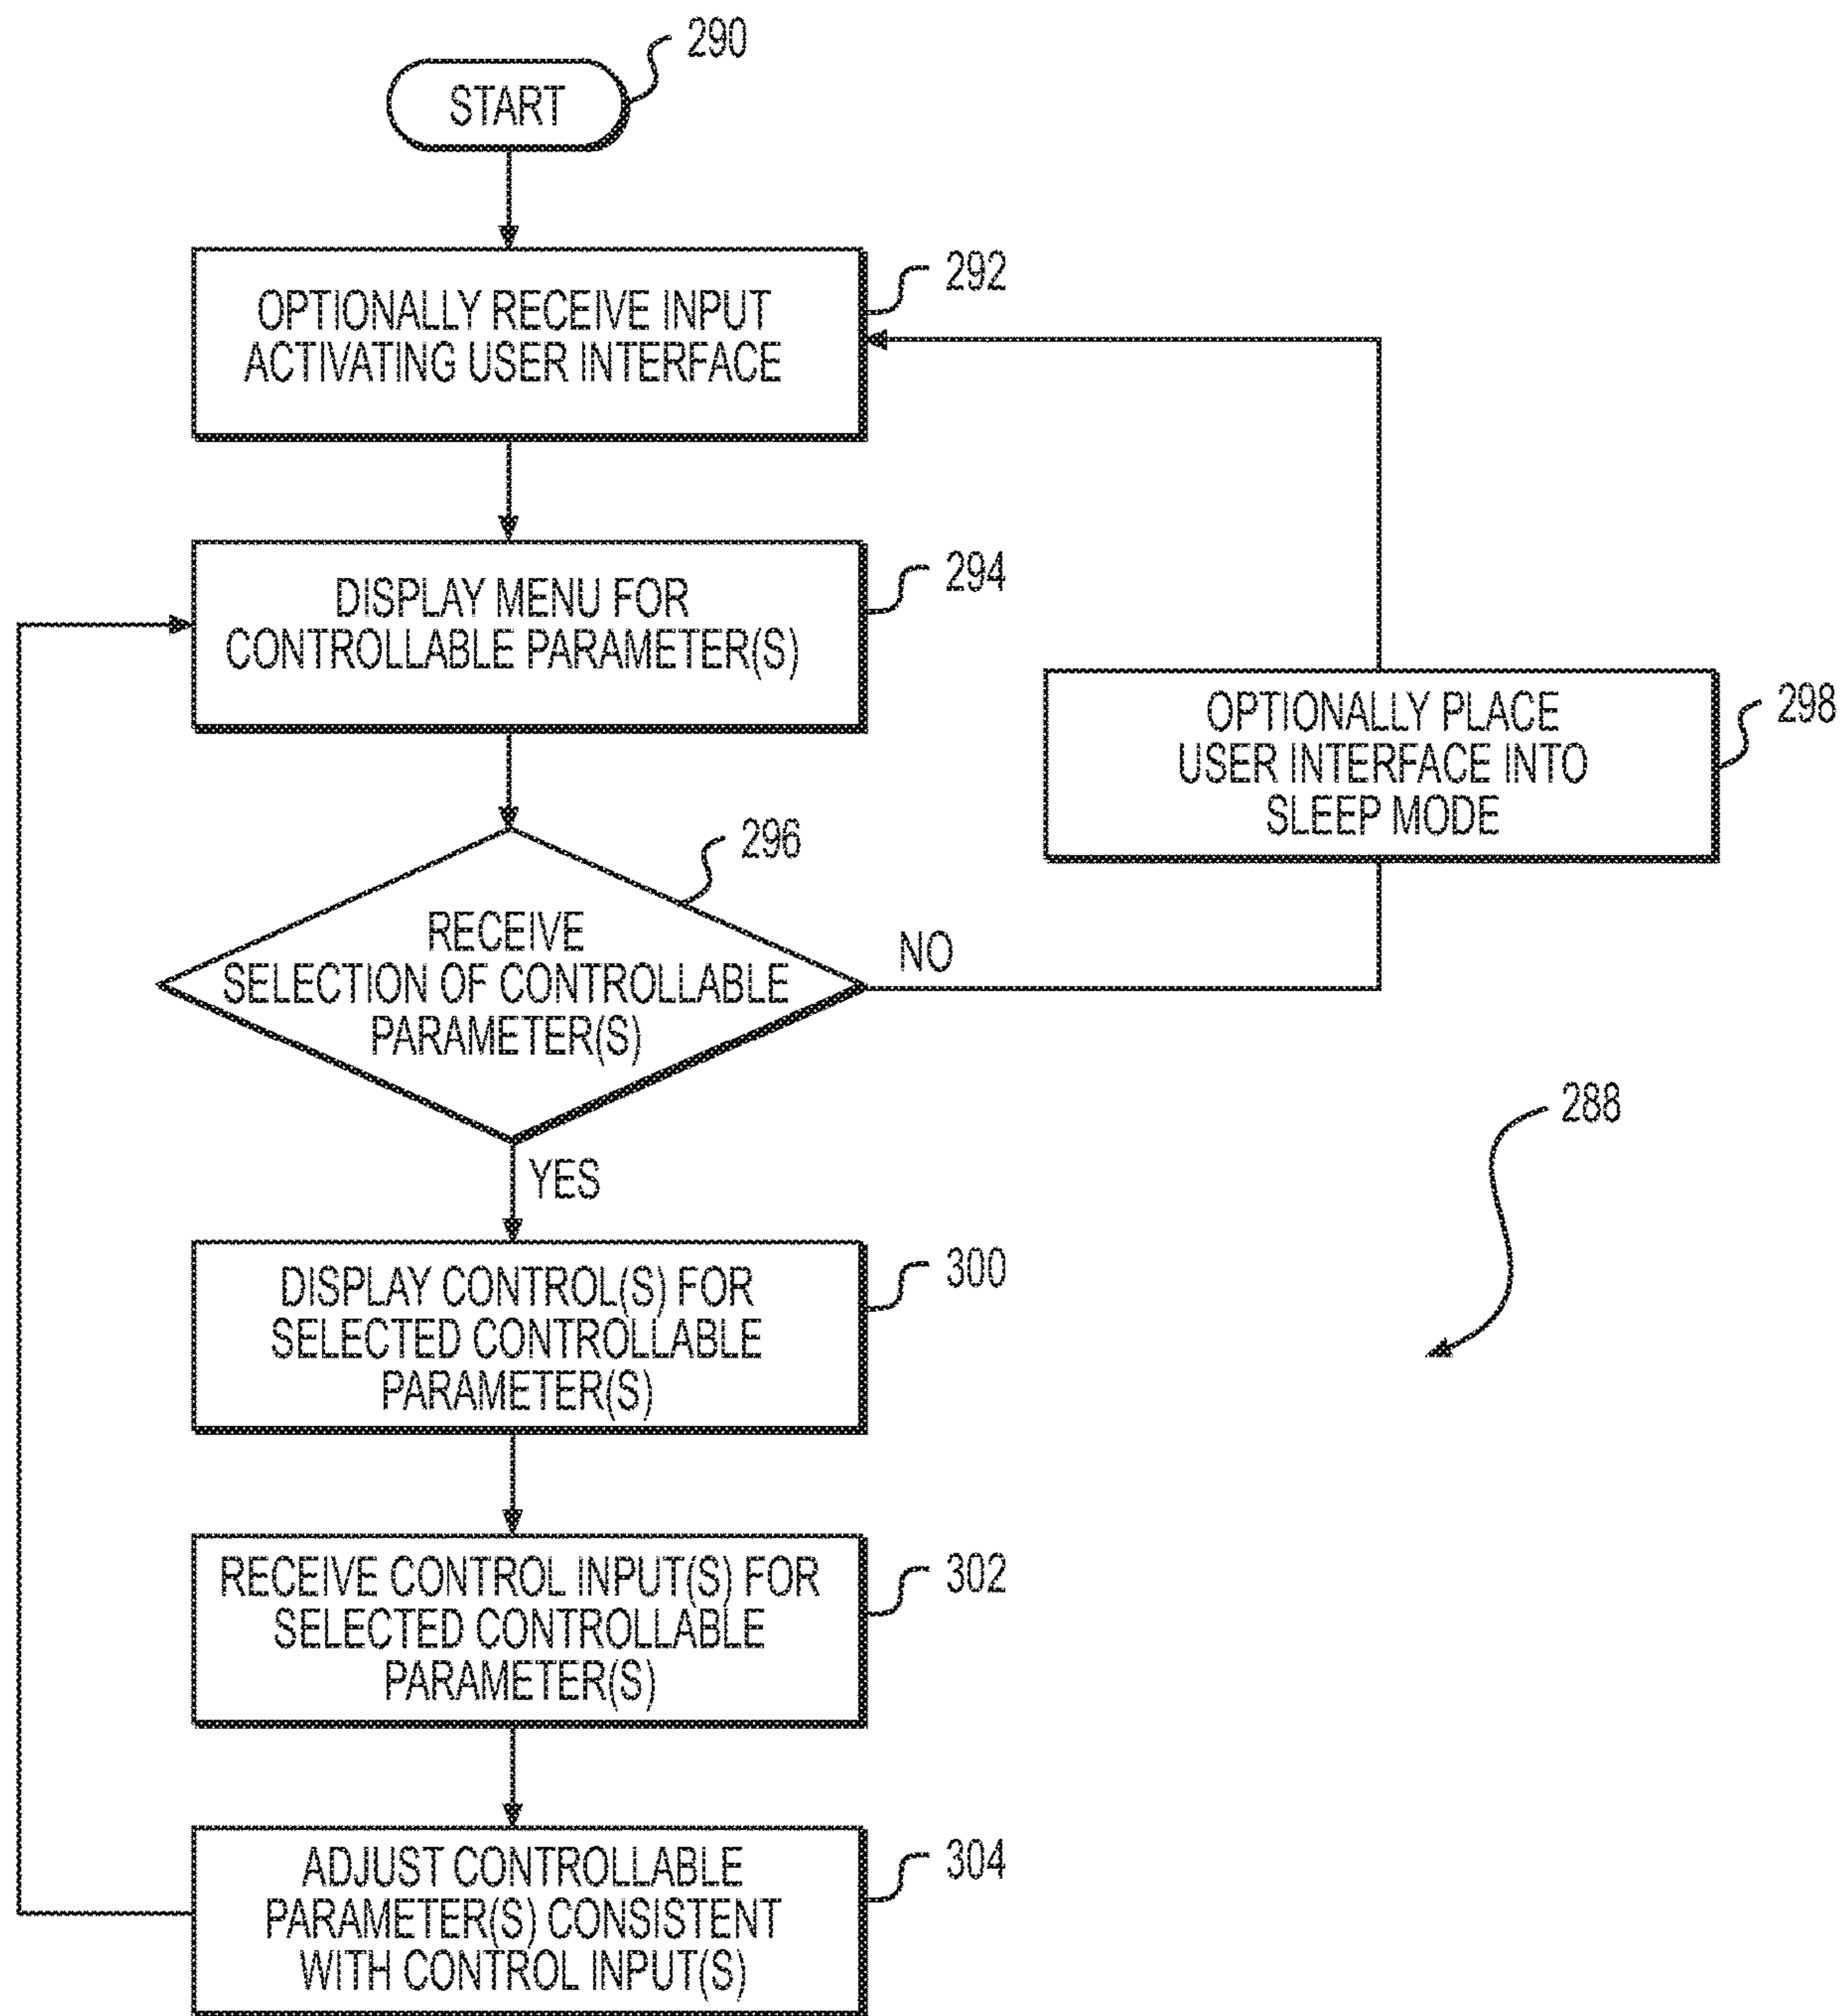 290
START
292
OPTIONALLY RECEIVE INPUT
ACTIVATING USER INTERFACE
294
DISPLAY MENU FOR
CONTROLLABLE PARAMETER(S)
298
OPTIONALLY PLACE
USER INTERFACE INTO
SLEEP MODE
296
RECEIVE
SELECTION OF CONTROLLABLE
PARAMETER(S)
NO
288
YES
300
DISPLAY CONTROL(S) FOR
SELECTED CONTROLLABLE
PARAMETER(S)
302
RECEIVE CONTROL INPUT(S) FOR
SELECTED CONTROLLABLE
PARAMETER(S)
304
ADJUST CONTROLLABLE
PARAMETER(S) CONSISTENT
WITH CONTROL INPUT(S)